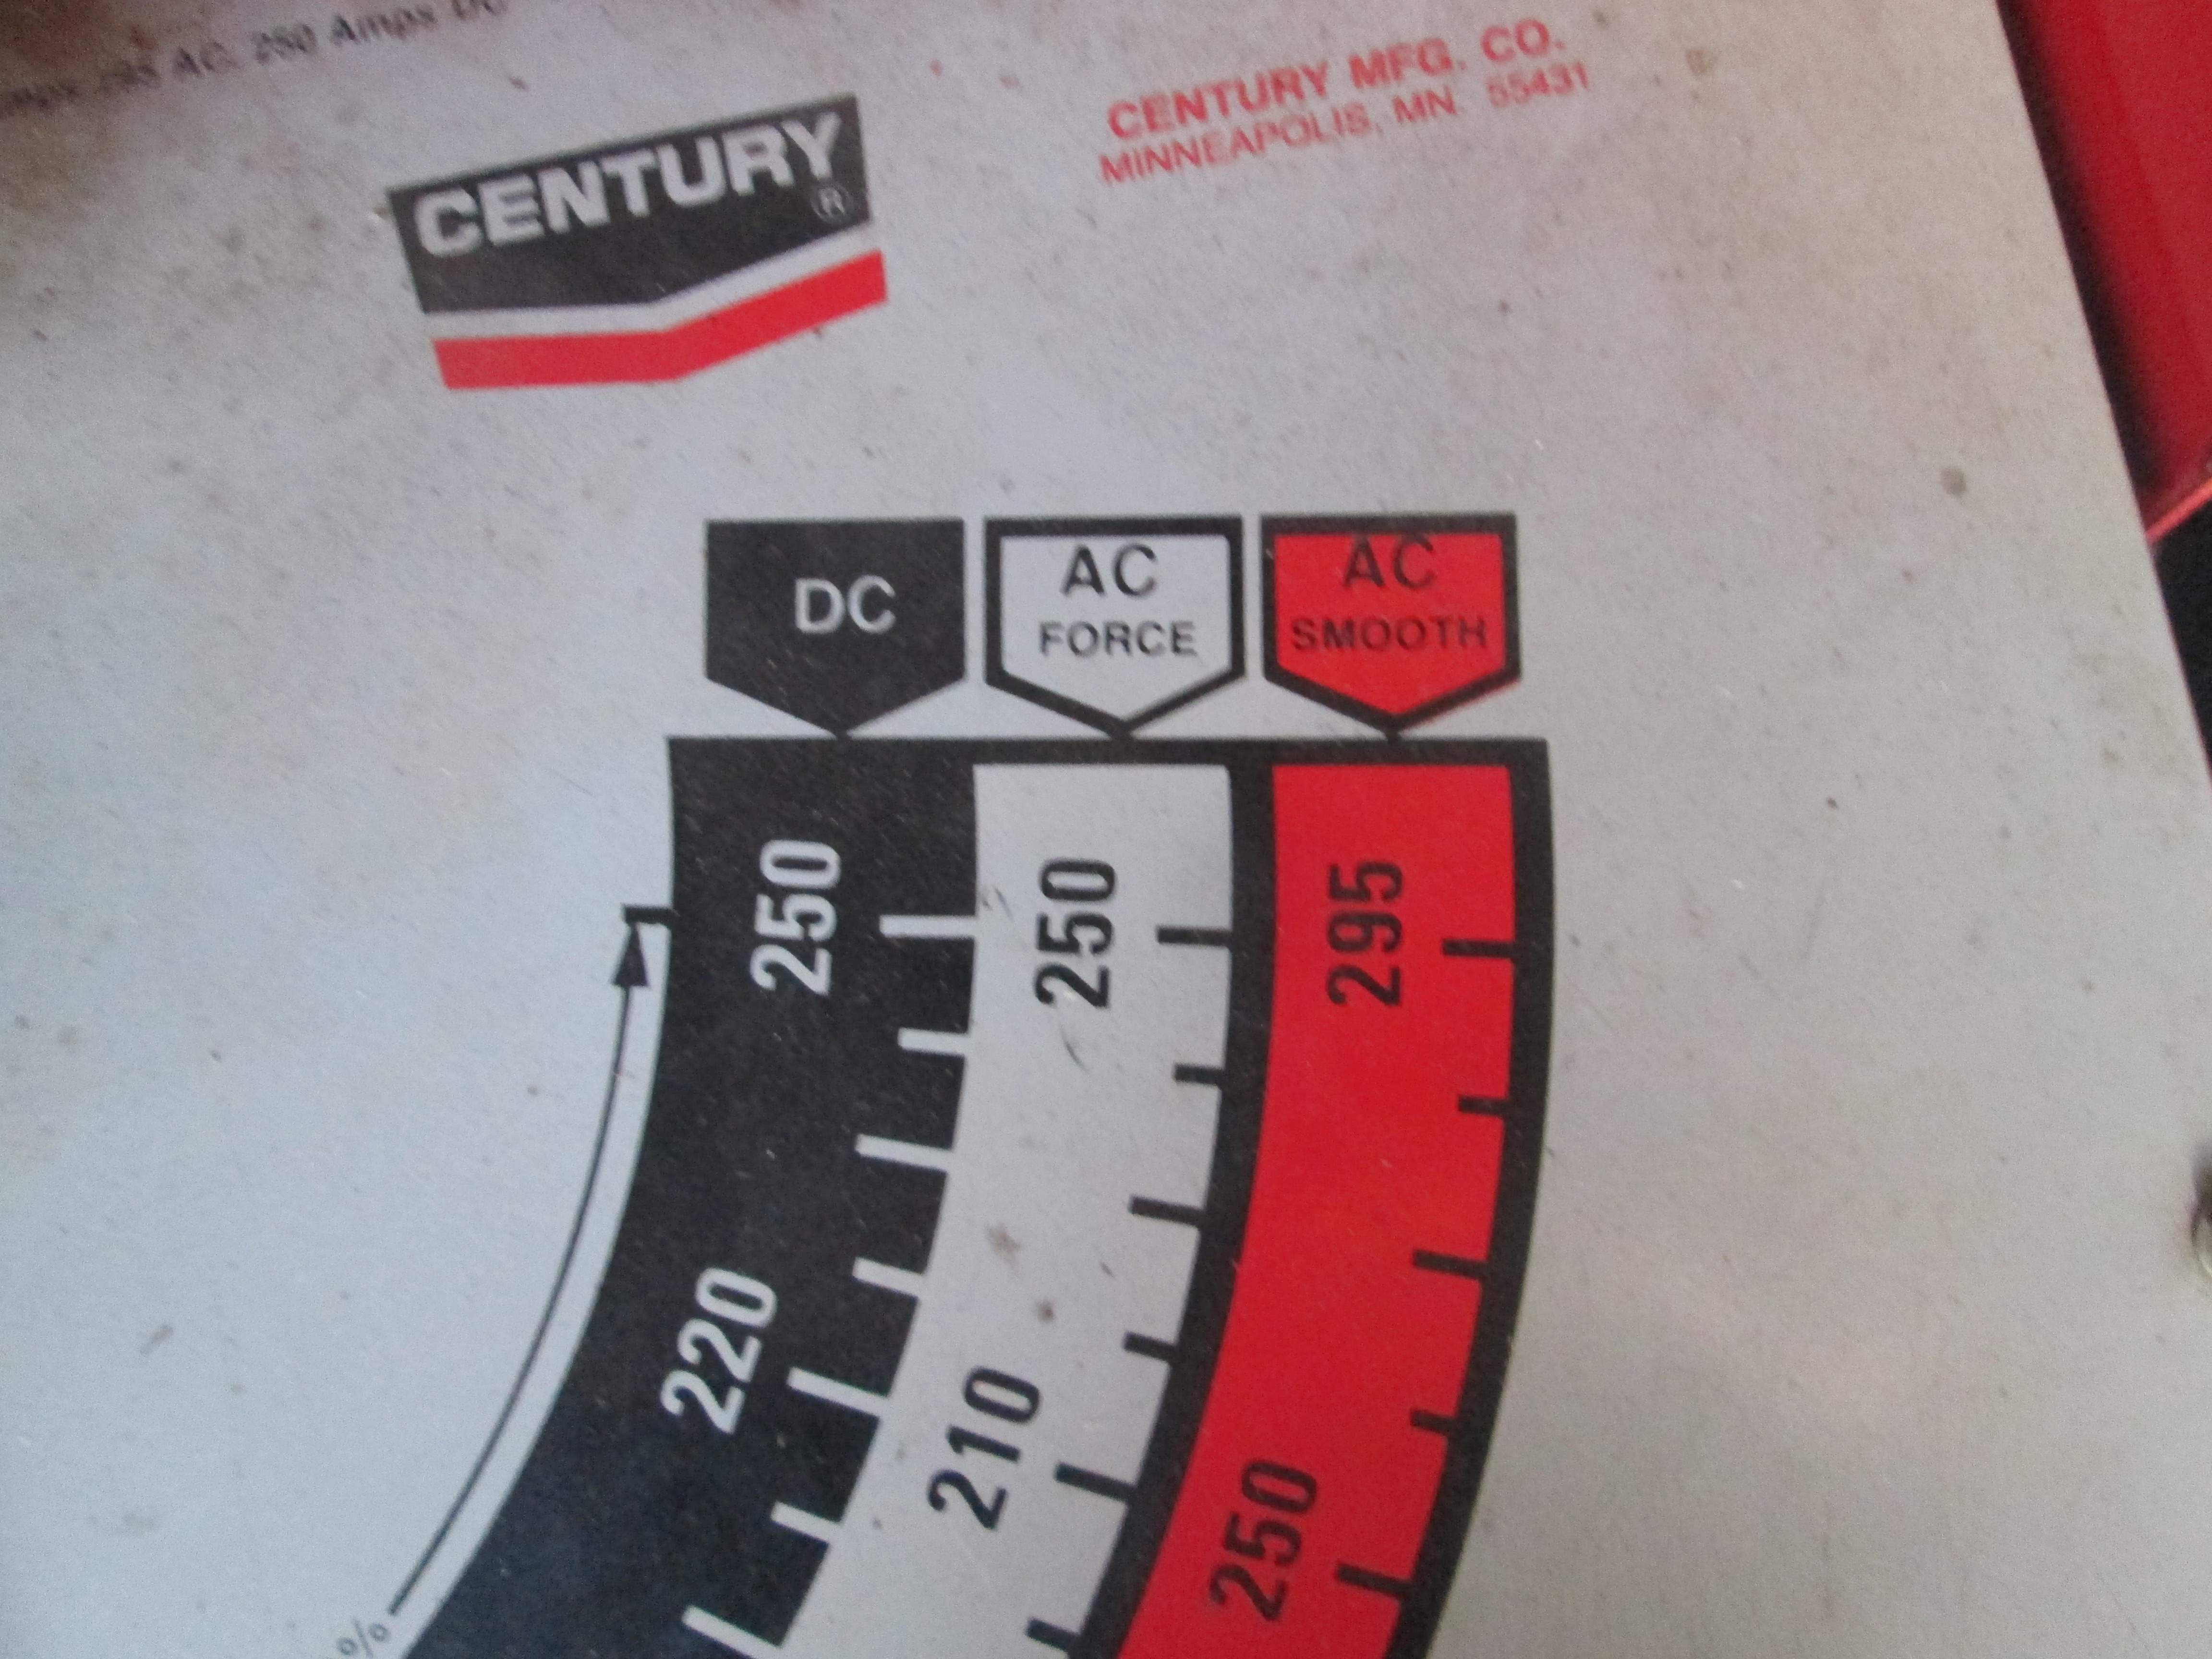 AC. 250 Amps DC
CENTURY MFG. CO.
MINNEAPOLIS, MN. 55431
CENTURY
®
DC
AC
FORCE
AC
SMOOTH
250
250
295
220
210
250
%